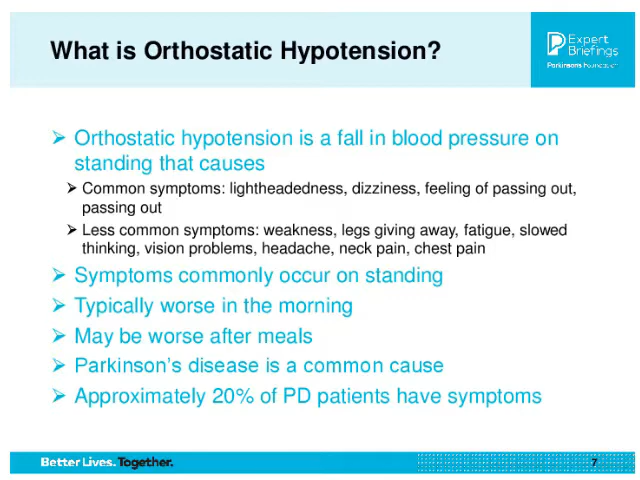 What is Orthostatic Hypotension?
Expert
Briefings
Parkinson's Foundation
➢ Orthostatic hypotension is a fall in blood pressure on
standing that causes
➢ Common symptoms: lightheadedness, dizziness, feeling of passing out,
passing out
➢ Less common symptoms: weakness, legs giving away, fatigue, slowed
thinking, vision problems, headache, neck pain, chest pain
➢ Symptoms commonly occur on standing
➢ Typically worse in the morning
➢ May be worse after meals
➢ Parkinson's disease is a common cause
➢ Approximately 20% of PD patients have symptoms
Better Lives. Together.
7